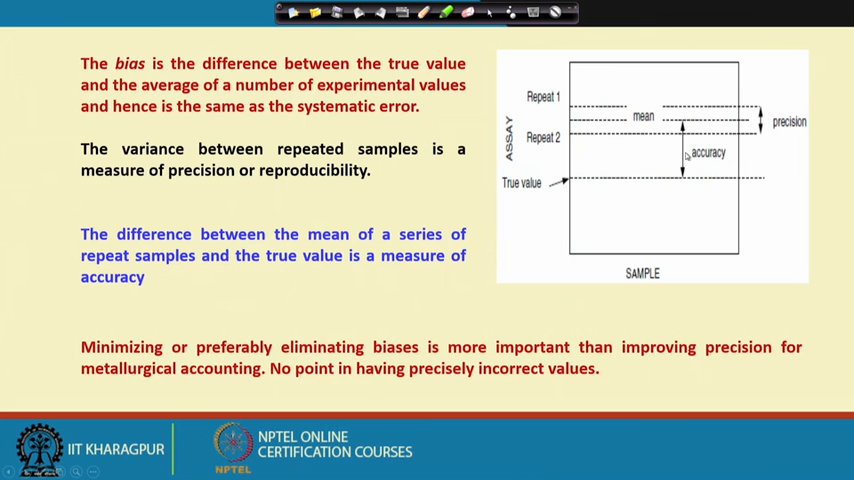 The bias is the difference between the true value
and the average of a number of experimental values
and hence is the same as the systematic error.
The variance between repeated samples is a
measure of precision or reproducibility.
The difference between the mean of a series of
repeat samples and the true value is a measure of
accuracy
Repeat 1
mean
precision
Repeat 2
ASSAY
accuracy
True value
SAMPLE
Minimizing or preferably eliminating biases is more important than improving precision for
metallurgical accounting. No point in having precisely incorrect values.
IIT KHARAGPUR
NPTEL
NPTEL ONLINE
CERTIFICATION COURSES